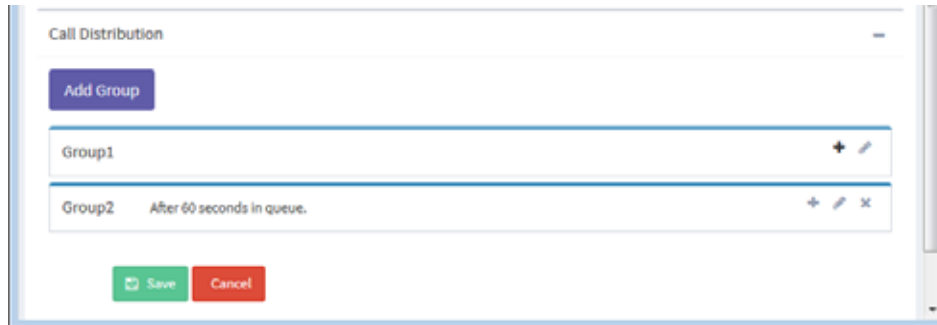 Call Distribution
Add Group
Group1
Group2 After 60 seconds in queue.
Save Cancel